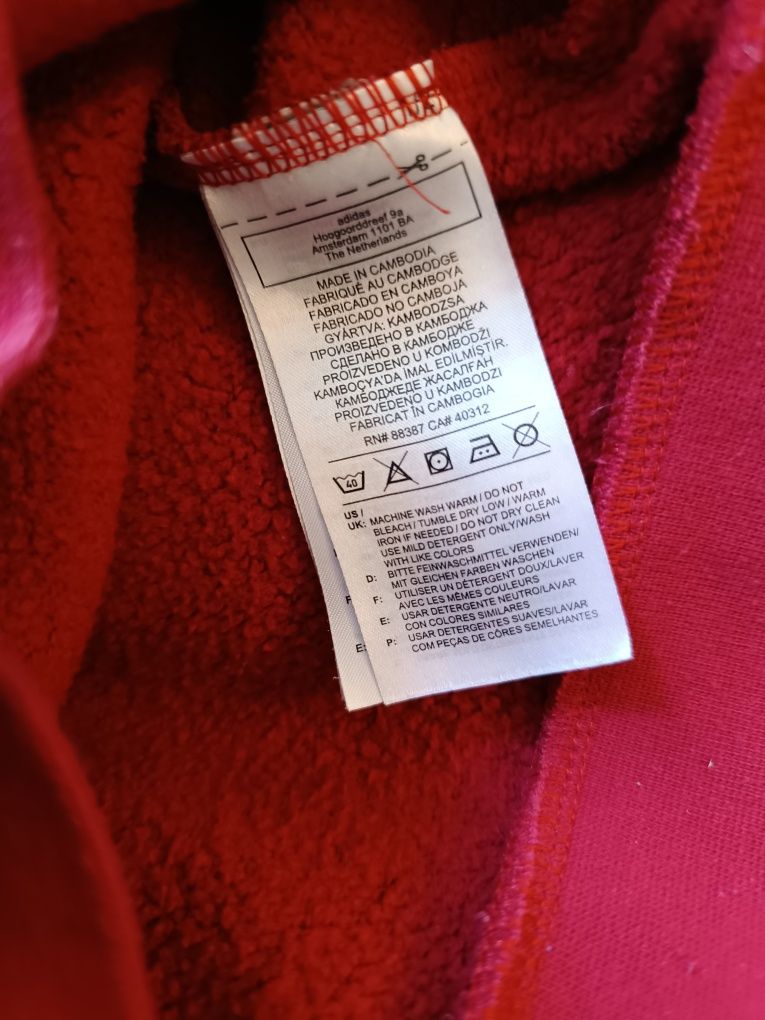 adidas
Hoogoorddreef 9a
Amsterdam 1101 BA
The Netherlands
MADE IN CAMBODIA
FABRIQUÉ AU CAMBODGE
FABRICADO EN CAMBOYA
FABRICADO NO CAMBOJA
GYÁRTVA: KAMBODZSA
ПРОИЗВЕДЕНО В КАМБОДЖА
СДЕЛАНО В КАМБОДЖЕ
PROIZVEDENO U KOMBODŽI
KAMBOÇYA'DA İMAL EDİLMİŞTİR.
КАМБОДЖЕДЕ ЖАСАЛҒАН
PROIZVEDENO U KAMBODZI
FABRICAT ÎN CAMBOGIA
RN# 88387 CA# 40312
40
US /
UK: MACHINE WASH WARM / DO NOT
BLEACH / TUMBLE DRY LOW / WARM
IRON IF NEEDED / DO NOT DRY CLEAN
USE MILD DETERGENT ONLY/WASH
WITH LIKE COLORS
D: BITTE FEINWASCHMITTEL VERWENDEN/
MIT GLEICHEN FARBEN WASCHEN
F: UTILISER UN DÉTERGENT DOUX/LAVER
AVEC LES MÊMES COULEURS
E: USAR DETERGENTE NEUTRO/LAVAR
CON COLORES SIMILARES
P: USAR DETERGENTES SUAVES/LAVAR
COM PEÇAS DE CÔRES SEMELHANTES